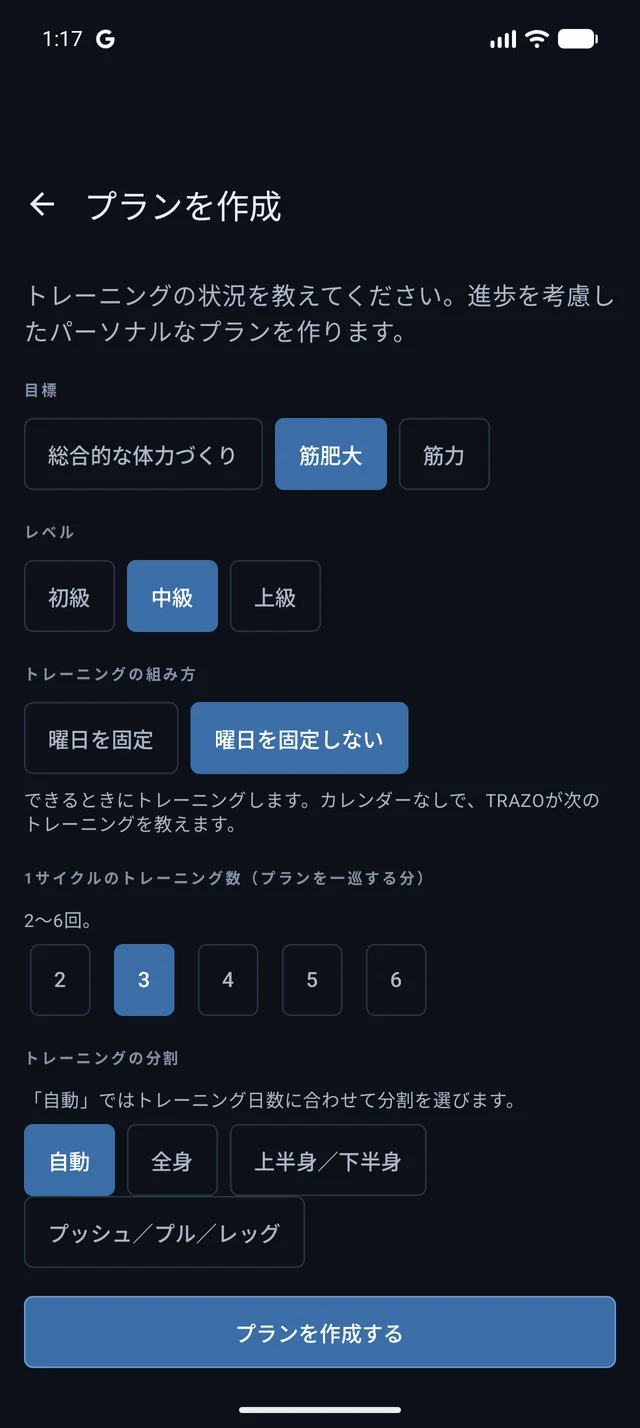 1:17 G
プランを作成
トレーニングの状況を教えてください。進歩を考慮し
たパーソナルなプランを作ります。
目標
総合的な体力づくり 筋肥大 筋力
レベル
初級 中級 上級
トレーニングの組み方
曜日を固定 曜日を固定しない
できるときにトレーニングします。カレンダーなしで、TRAZOが次の
トレーニングを教えます。
1サイクルのトレーニング数（プランを一巡する分）
2〜6回。
2 3 4 5 6
トレーニングの分割
「自動」ではトレーニング日数に合わせて分割を選びます。
自動 全身 上半身／下半身
プッシュ／プル／レッグ
プランを作成する